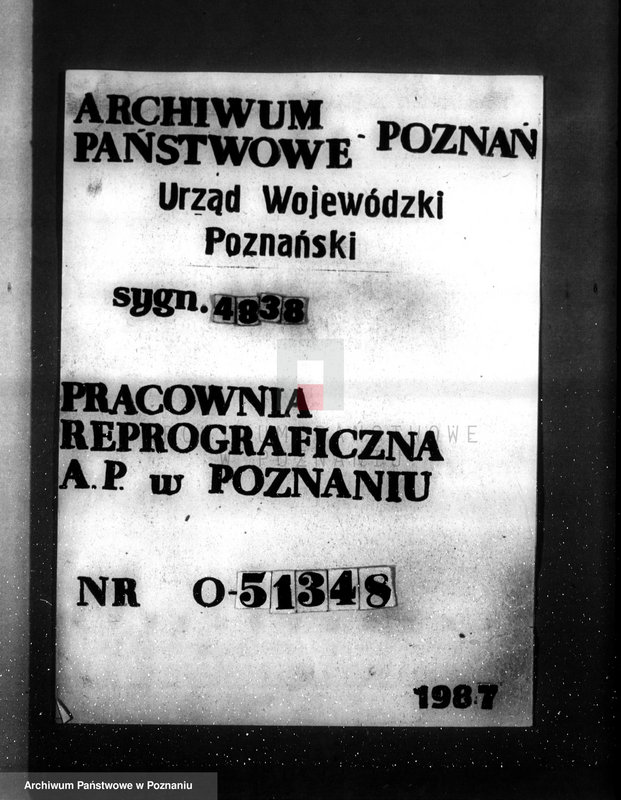 ARCHIWUM
PAŃSTWOWE - POZNAŃ
Urząd Wojewódzki
Poznański
sygn. 4838
PRACOWNIA
REPROGRAFICZNA
A.P. w POZNANIU
NR O-51348
1987
Archiwum Państwowe w Poznaniu